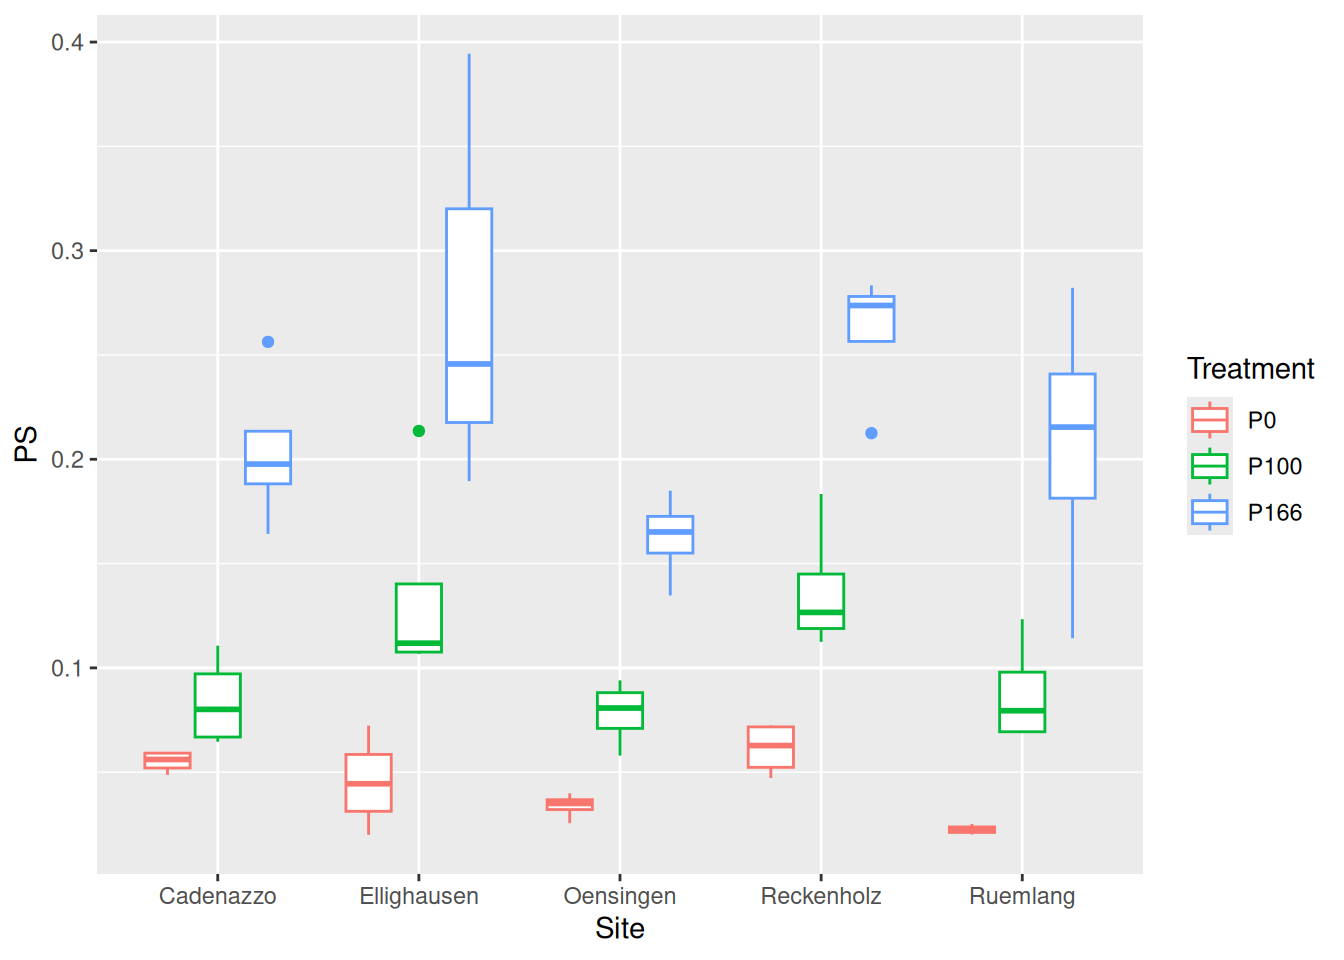 0.4
0.3
0.2
0.1
PS
Cadenazzo
Ellighausen
Oensingen
Reckenholz
Ruemlang
Site
Treatment
P0
P100
P166